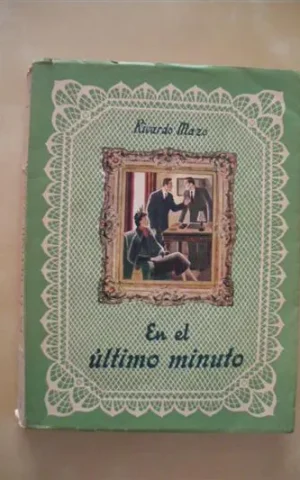 Ricardo Mazo
En el
último minuto